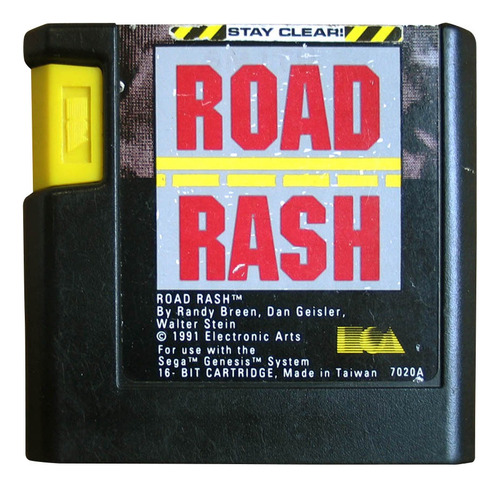 STAY CLEAR!
ROAD
RASH
ROAD RASH™
By Randy Breen, Dan Geisler,
Walter Stein
© 1991 Electronic Arts
For use with the
Sega™ Genesis™ System
16- BIT CARTRIDGE, Made in Taiwan 7020A
EA